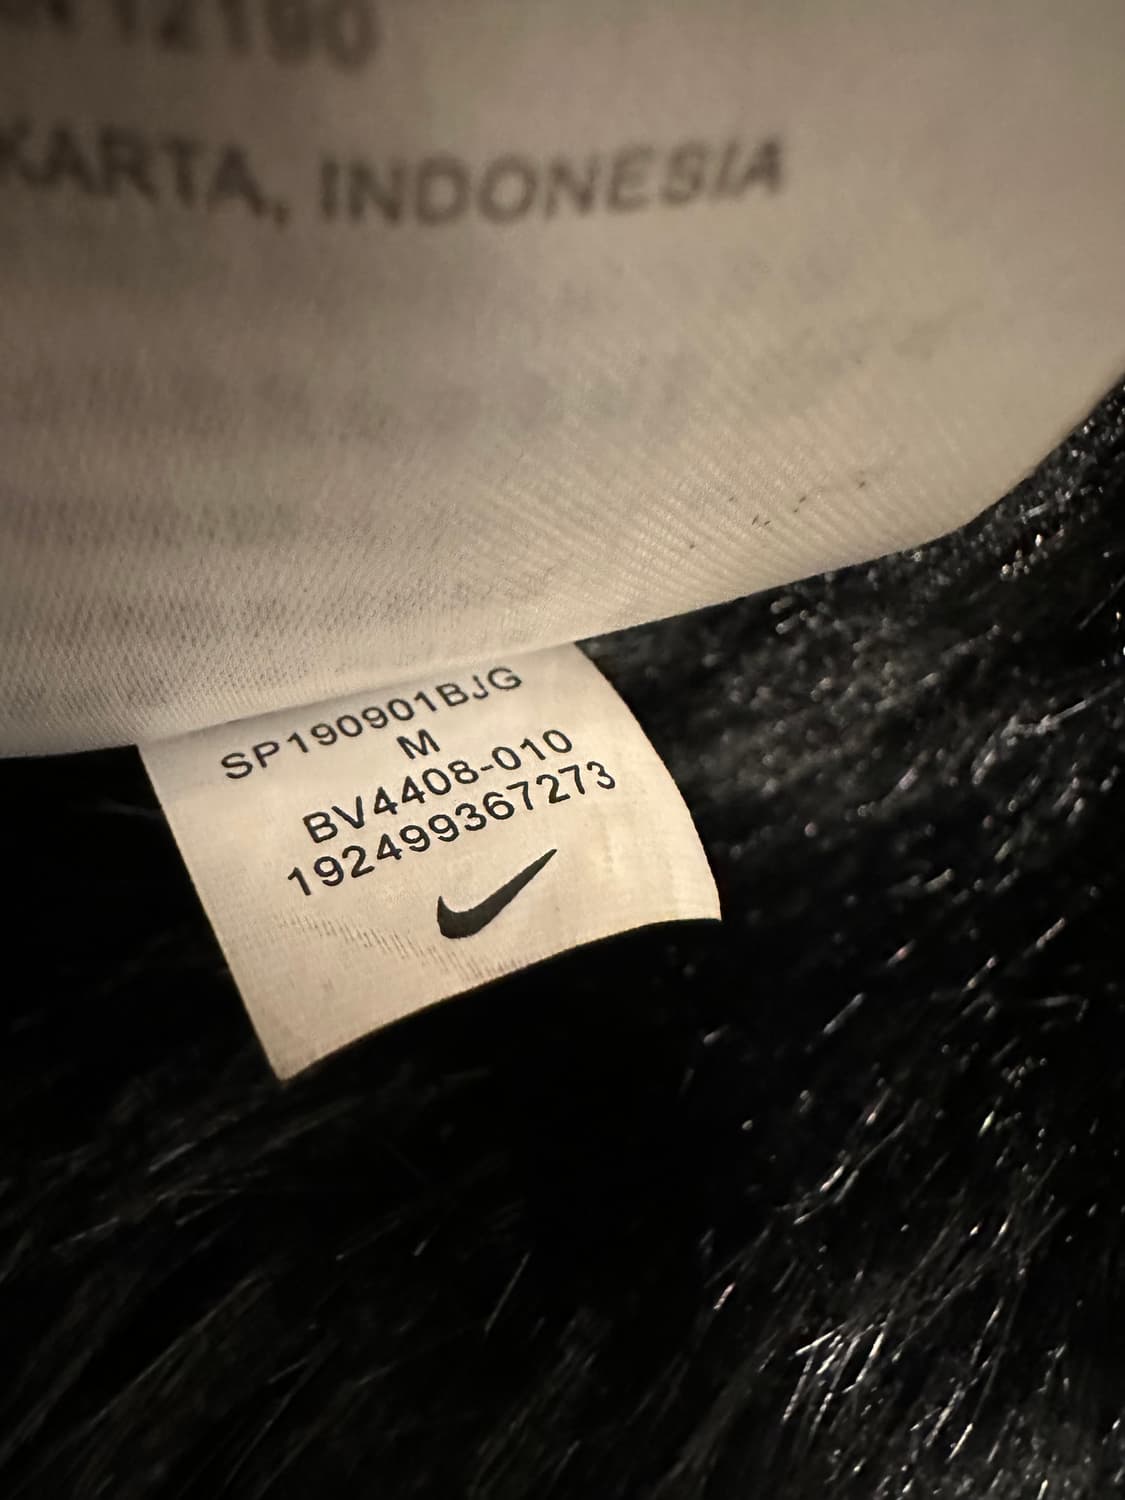 KARTA, INDONESIA
SP190901BJG
M
BV4408-010
192499367273